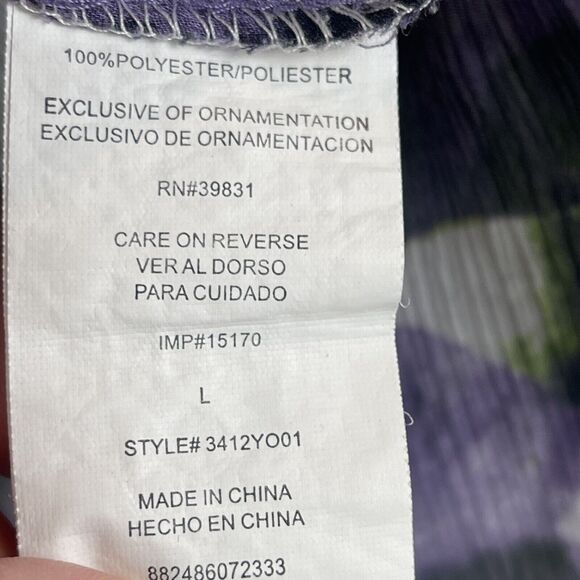 100%POLYESTER/POLIESTER
EXCLUSIVE OF ORNAMENTATION
EXCLUSIVO DE ORNAMENTACION
RN#39831
CARE ON REVERSE
VER AL DORSO
PARA CUIDADO
IMP#15170
L
STYLE# 3412YO01
MADE IN CHINA
HECHO EN CHINA
882486072333